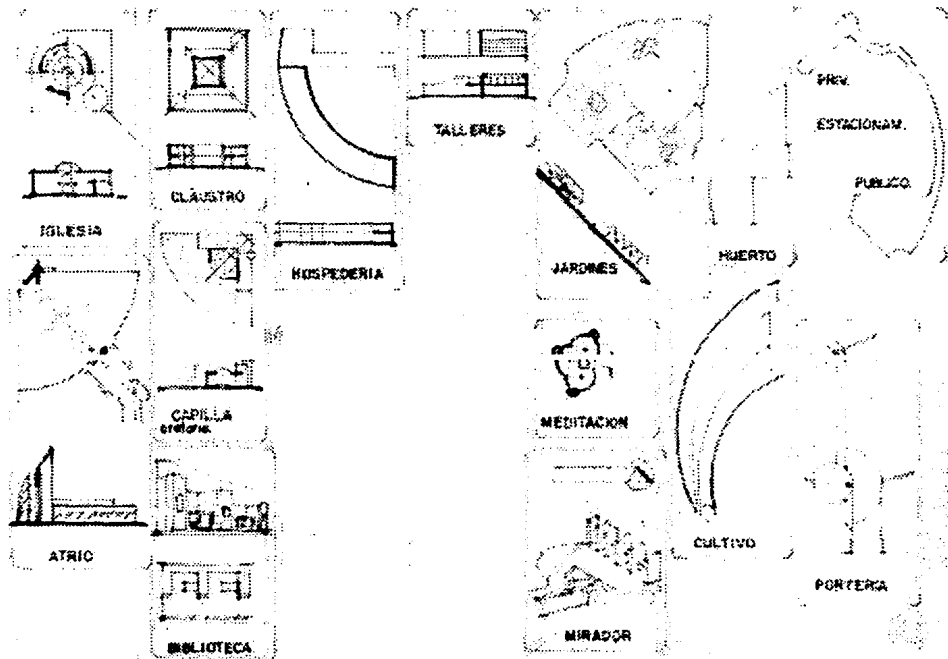 IGLESIA
CLAUSTRO
HOSPEDERIA
TALLERES
JARDINES
HUERTO
PRIV.
ESTACIONAM.
PUBLICO.
ATRIO
CAPILLA
oratorio.
BIBLIOTECA
MEDITACION
MIRADOR
CULTIVO
PORTERIA